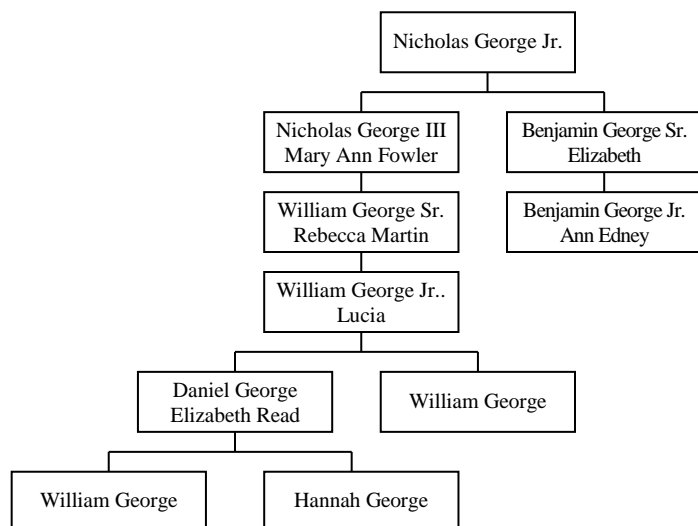 Nicholas George Jr.
Nicholas George III
Mary Ann Fowler
Benjamin George Sr.
Elizabeth
William George Sr.
Rebecca Martin
Benjamin George Jr.
Ann Edney
William George Jr..
Lucia
Daniel George
Elizabeth Read
William George
William George
Hannah George